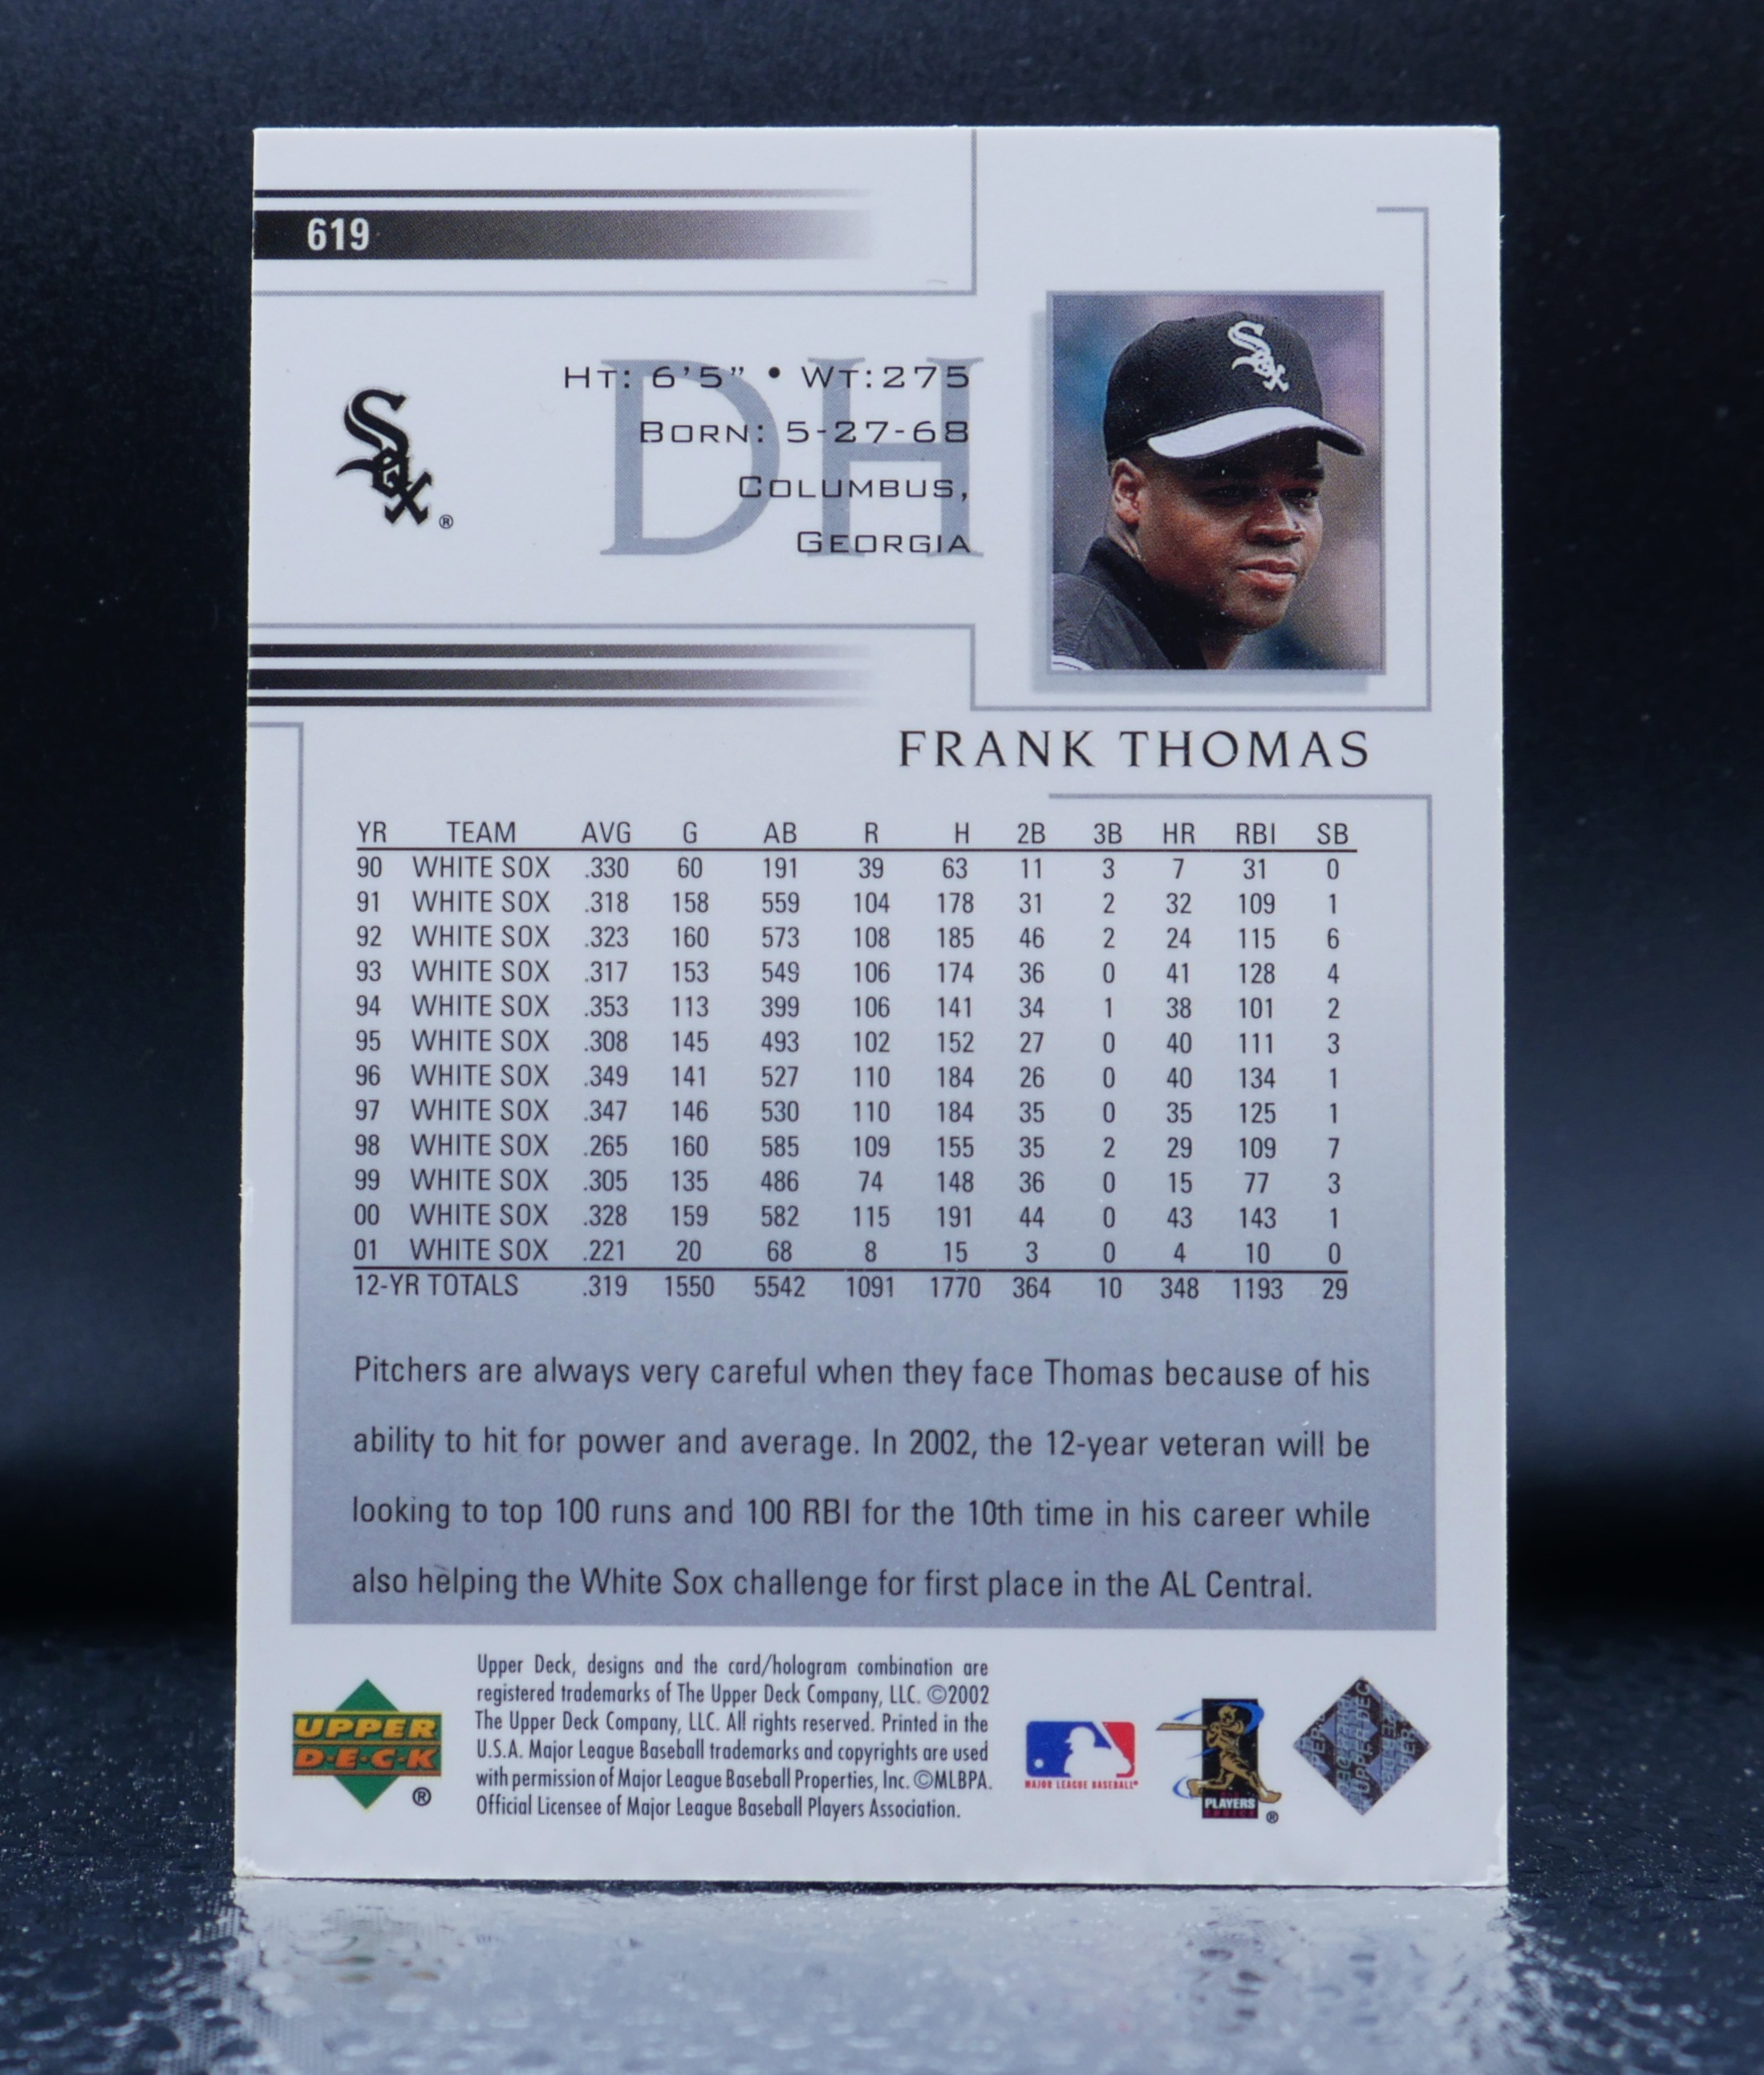 619
DH
HT: 6'5" • WT:275
BORN: 5-27-68
COLUMBUS,
GEORGIA
Sox
®
Sox
FRANK THOMAS
YR TEAM AVG G AB R H 2B 3B HR RBI SB
90 WHITE SOX .330 60 191 39 63 11 3 7 31 0
91 WHITE SOX .318 158 559 104 178 31 2 32 109 1
92 WHITE SOX .323 160 573 108 185 46 2 24 115 6
93 WHITE SOX .317 153 549 106 174 36 0 41 128 4
94 WHITE SOX .353 113 399 106 141 34 1 38 101 2
95 WHITE SOX .308 145 493 102 152 27 0 40 111 3
96 WHITE SOX .349 141 527 110 184 26 0 40 134 1
97 WHITE SOX .347 146 530 110 184 35 0 35 125 1
98 WHITE SOX .265 160 585 109 155 35 2 29 109 7
99 WHITE SOX .305 135 486 74 148 36 0 15 77 3
00 WHITE SOX .328 159 582 115 191 44 0 43 143 1
01 WHITE SOX .221 20 68 8 15 3 0 4 10 0
12-YR TOTALS .319 1550 5542 1091 1770 364 10 348 1193 29
Pitchers are always very careful when they face Thomas because of his
ability to hit for power and average. In 2002, the 12-year veteran will be
looking to top 100 runs and 100 RBI for the 10th time in his career while
also helping the White Sox challenge for first place in the AL Central.
UPPER
D·E·C·K
®
Upper Deck, designs and the card/hologram combination are
registered trademarks of The Upper Deck Company, LLC. ©2002
The Upper Deck Company, LLC. All rights reserved. Printed in the
U.S.A. Major League Baseball trademarks and copyrights are used
with permission of Major League Baseball Properties, Inc. ©MLBPA.
Official Licensee of Major League Baseball Players Association.
MAJOR LEAGUE BASEBALL
PLAYERS
CHOICE
®
UPPER DEC